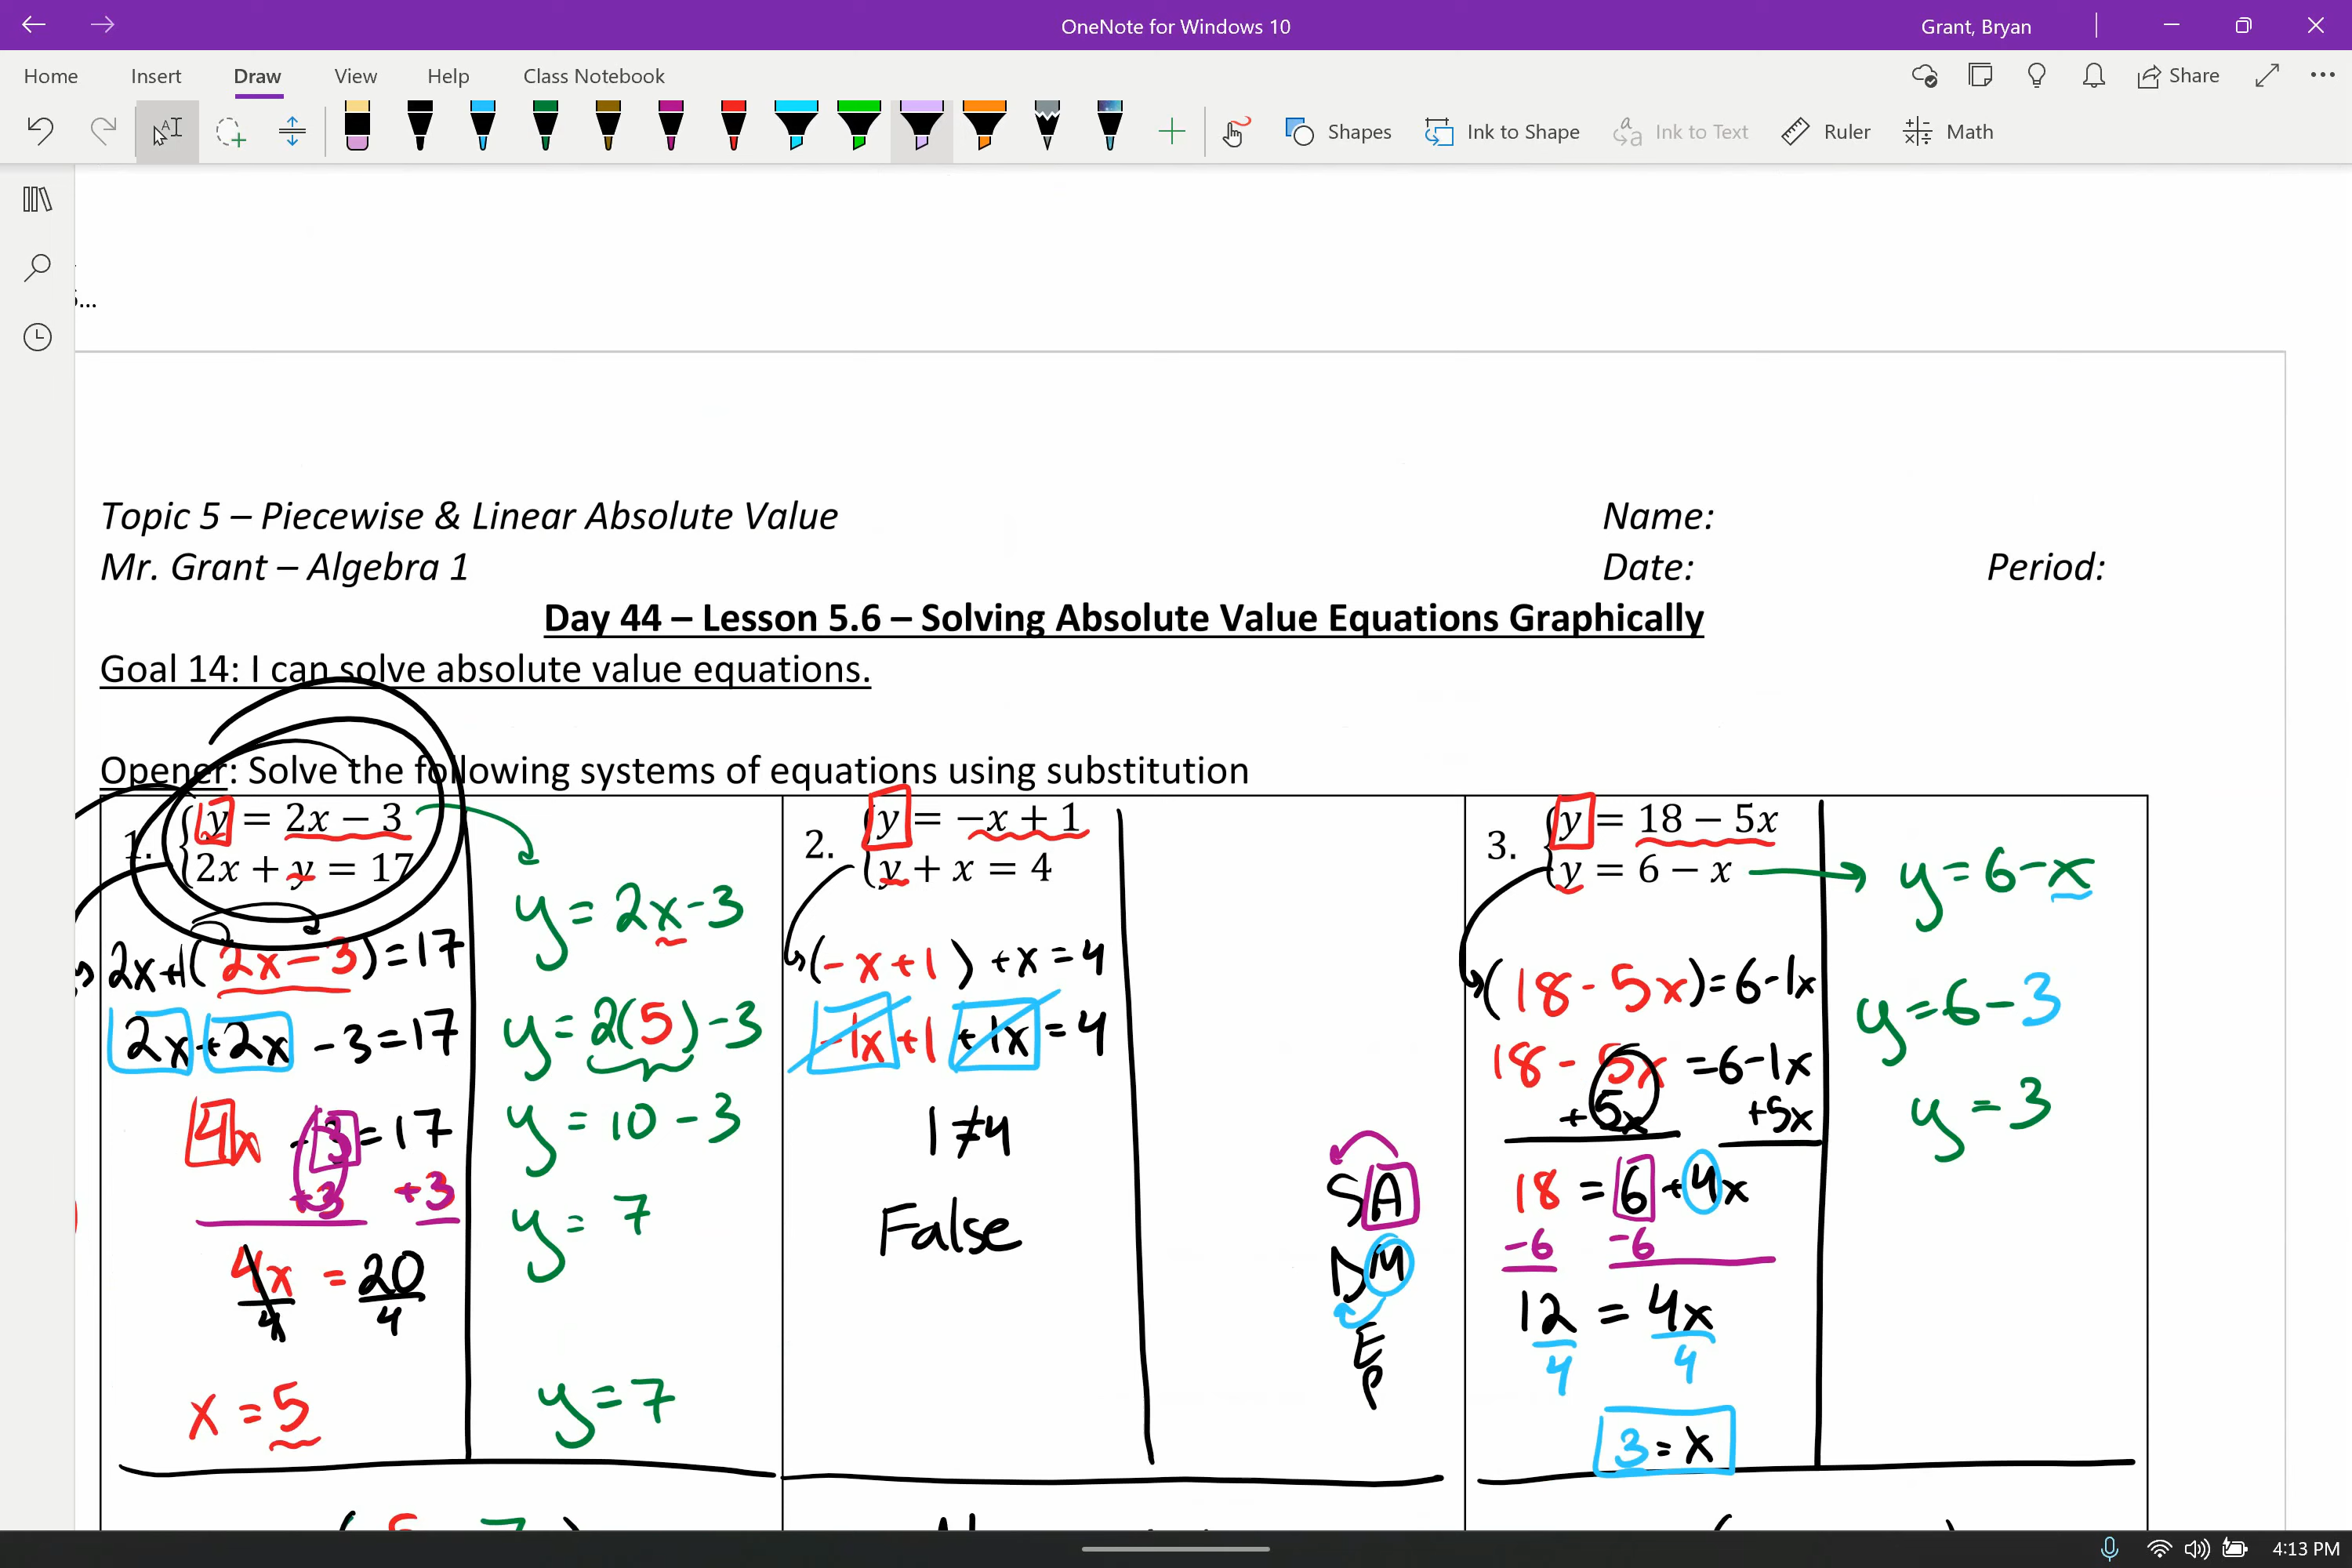 OneNote for Windows 10
Grant, Bryan
Home Insert Draw View Help Class Notebook
Share
Shapes Ink to Shape Ink to Text Ruler Math
Topic 5 – Piecewise & Linear Absolute Value Name:
Mr. Grant – Algebra 1 Date: Period:
Day 44 – Lesson 5.6 – Solving Absolute Value Equations Graphically
Goal 14: I can solve absolute value equations.
Opener: Solve the following systems of equations using substitution
1. { y = 2x − 3
2x + y = 17
2x+1(2x-3)=17
2x+2x-3=17
4x-3=17
+3 +3
4x = 20
4 4
x = 5
y = 2x-3
y = 2(5)-3
y = 10-3
y = 7
y = 7
(5 7)
2. { y = −x + 1
y + x = 4
(-x+1)+x=4
-1x+1+1x=4
1≠4
False
SA
DM
E
P
3. { y = 18 − 5x
y = 6 − x
(18-5x)=6-1x
18-5x=6-1x
+5x +5x
18=6+4x
-6 -6
12=4x
4 4
3=x
y=6-x
y=6-3
y=3
4:13 PM